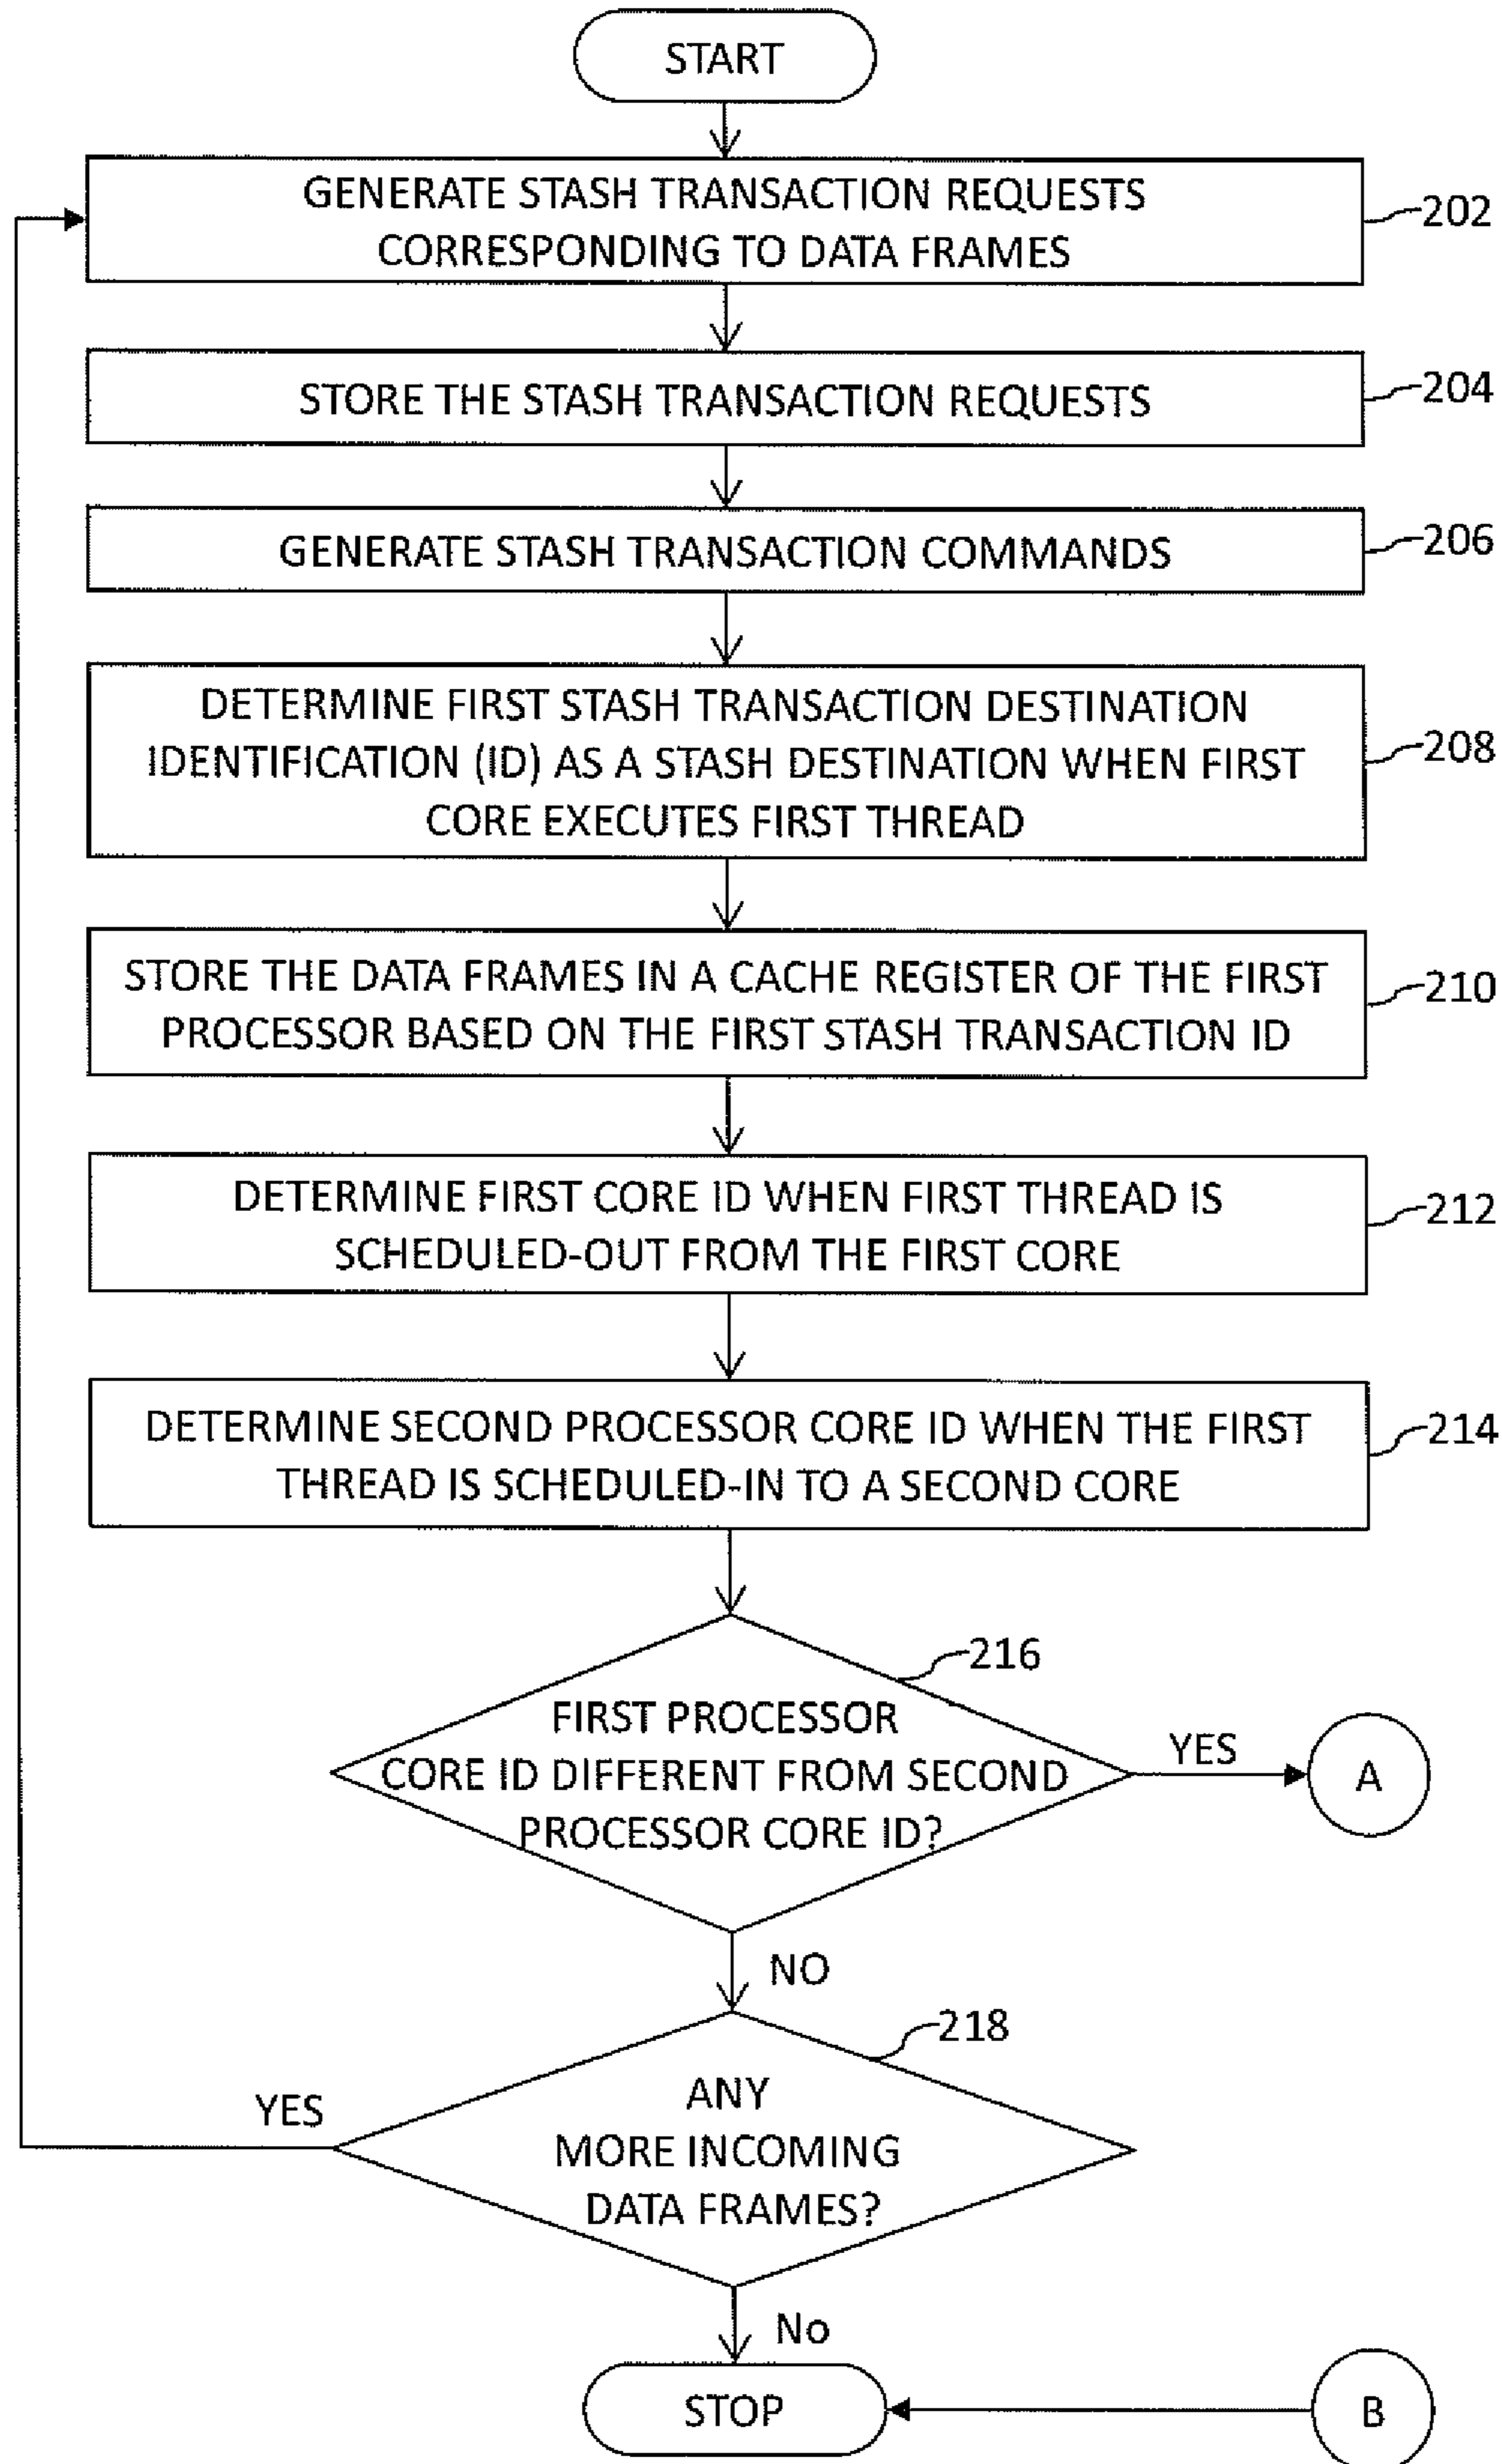 START
GENERATE STASH TRANSACTION REQUESTS
CORRESPONDING TO DATA FRAMES
202
STORE THE STASH TRANSACTION REQUESTS
204
GENERATE STASH TRANSACTION COMMANDS
206
DETERMINE FIRST STASH TRANSACTION DESTINATION
IDENTIFICATION (ID) AS A STASH DESTINATION WHEN FIRST
CORE EXECUTES FIRST THREAD
208
STORE THE DATA FRAMES IN A CACHE REGISTER OF THE FIRST
PROCESSOR BASED ON THE FIRST STASH TRANSACTION ID
210
DETERMINE FIRST CORE ID WHEN FIRST THREAD IS
SCHEDULED-OUT FROM THE FIRST CORE
212
DETERMINE SECOND PROCESSOR CORE ID WHEN THE FIRST
THREAD IS SCHEDULED-IN TO A SECOND CORE
214
216
FIRST PROCESSOR
CORE ID DIFFERENT FROM SECOND
PROCESSOR CORE ID?
YES
A
NO
218
YES
ANY
MORE INCOMING
DATA FRAMES?
No
STOP
B